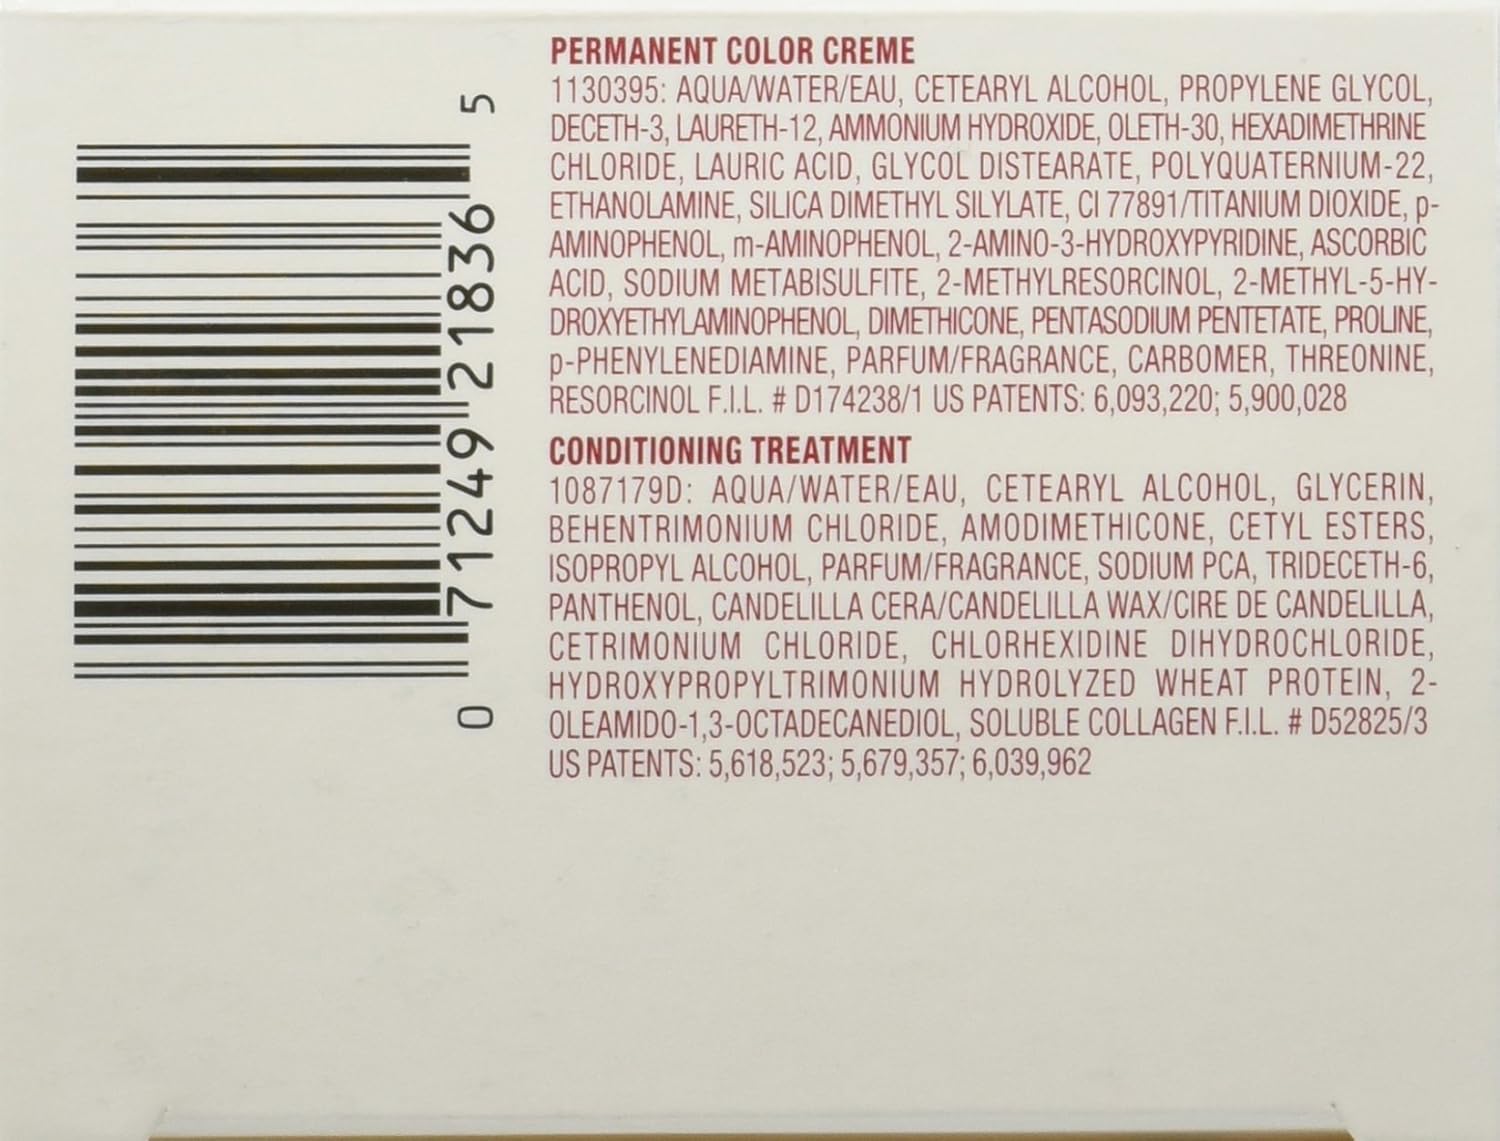 PERMANENT COLOR CREME
1130395: AQUA/WATER/EAU, CETEARYL ALCOHOL, PROPYLENE GLYCOL,
DECETH-3, LAURETH-12, AMMONIUM HYDROXIDE, OLETH-30, HEXADIMETHRINE
CHLORIDE, LAURIC ACID, GLYCOL DISTEARATE, POLYQUATERNIUM-22,
ETHANOLAMINE, SILICA DIMETHYL SILYLATE, CI 77891/TITANIUM DIOXIDE, p-
AMINOPHENOL, m-AMINOPHENOL, 2-AMINO-3-HYDROXYPYRIDINE, ASCORBIC
ACID, SODIUM METABISULFITE, 2-METHYLRESORCINOL, 2-METHYL-5-HY-
DROXYETHYLAMINOPHENOL, DIMETHICONE, PENTASODIUM PENTETATE, PROLINE,
p-PHENYLENEDIAMINE, PARFUM/FRAGRANCE, CARBOMER, THREONINE,
RESORCINOL F.I.L. # D174238/1 US PATENTS: 6,093,220; 5,900,028
CONDITIONING TREATMENT
1087179D: AQUA/WATER/EAU, CETEARYL ALCOHOL, GLYCERIN,
BEHENTRIMONIUM CHLORIDE, AMODIMETHICONE, CETYL ESTERS,
ISOPROPYL ALCOHOL, PARFUM/FRAGRANCE, SODIUM PCA, TRIDECETH-6,
PANTHENOL, CANDELILLA CERA/CANDELILLA WAX/CIRE DE CANDELILLA,
CETRIMONIUM CHLORIDE, CHLORHEXIDINE DIHYDROCHLORIDE,
HYDROXYPROPYLTRIMONIUM HYDROLYZED WHEAT PROTEIN, 2-
OLEAMIDO-1,3-OCTADECANEDIOL, SOLUBLE COLLAGEN F.I.L. # D52825/3
US PATENTS: 5,618,523; 5,679,357; 6,039,962
0 71249 21836 5